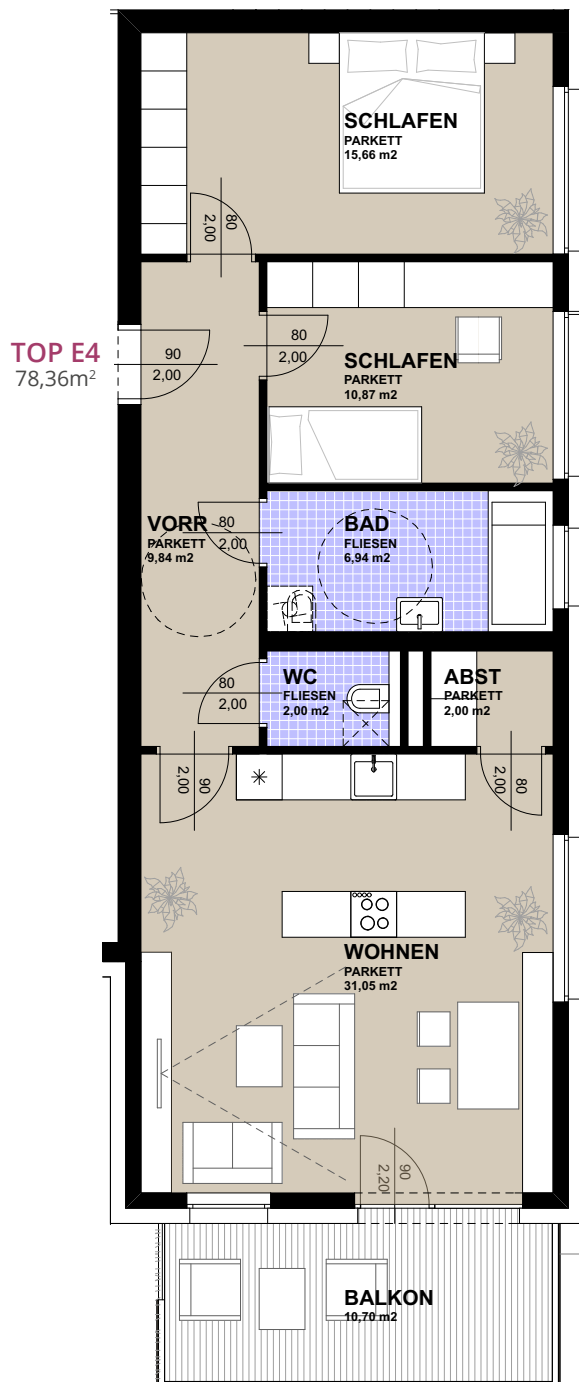 SCHLAFEN
PARKETT
15,66 m2
80
2,00
TOP E4
78,36m²
90
2,00
80
2,00
SCHLAFEN
PARKETT
10,87 m2
VORR
PARKETT
9,84 m2
80
2,00
BAD
FLIESEN
6,94 m2
80
2,00
WC
FLIESEN
2,00 m2
ABST
PARKETT
2,00 m2
90
2,00
80
2,00
WOHNEN
PARKETT
31,05 m2
90
2,20
BALKON
10,70 m2